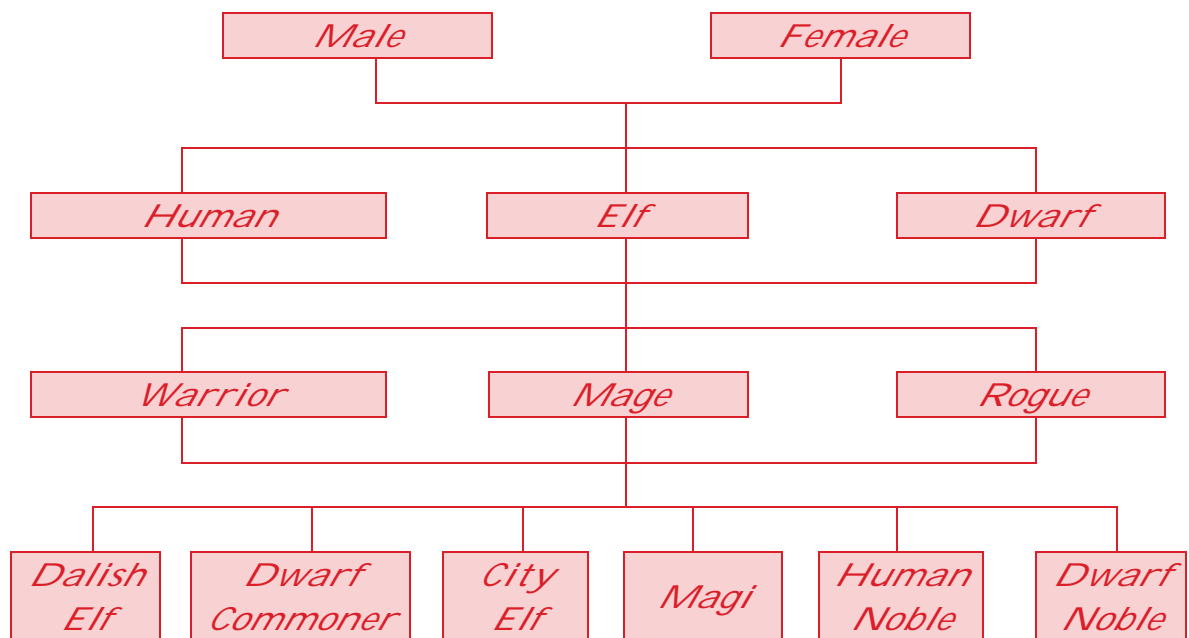 Male
Female
Human
Elf
Dwarf
Warrior
Mage
Rogue
Dalish
Elf
Dwarf
Commoner
City
Elf
Magi
Human
Noble
Dwarf
Noble